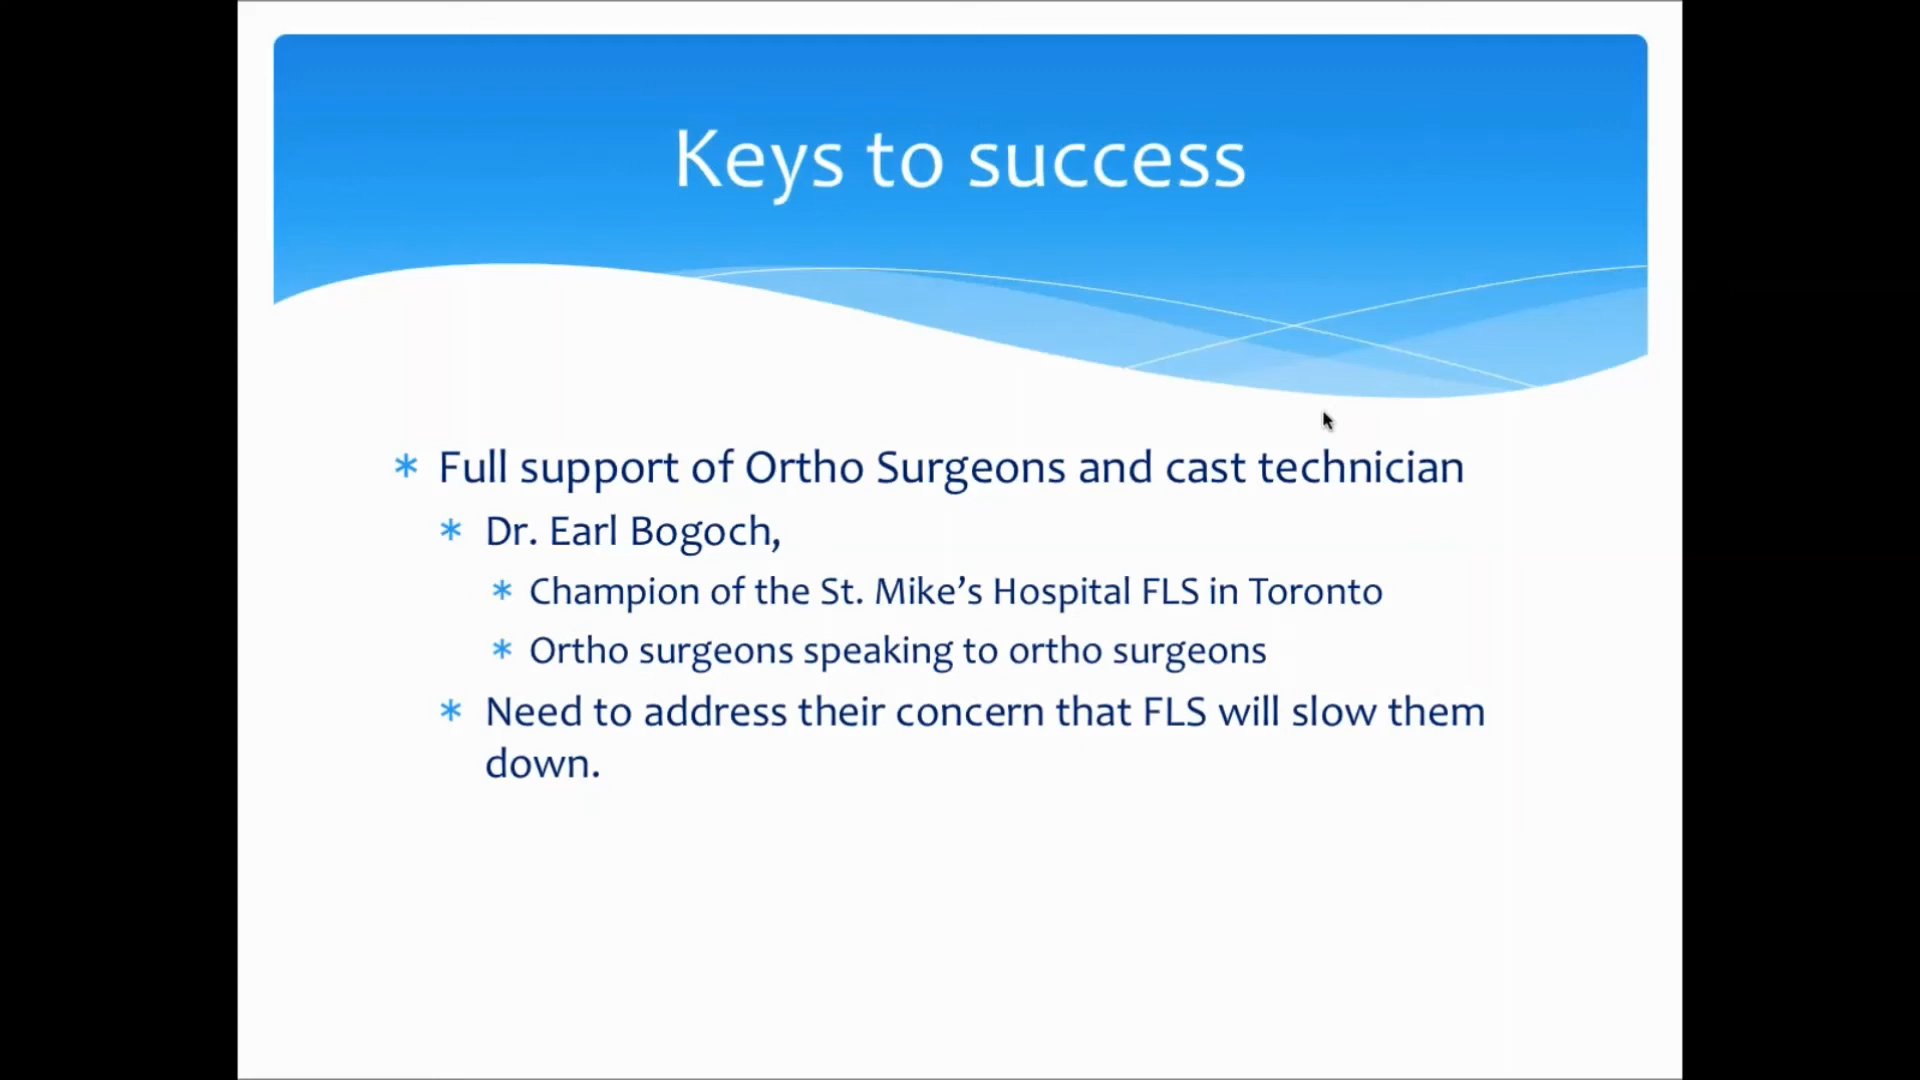 Keys to success
* Full support of Ortho Surgeons and cast technician
* Dr. Earl Bogoch,
* Champion of the St. Mike’s Hospital FLS in Toronto
* Ortho surgeons speaking to ortho surgeons
* Need to address their concern that FLS will slow them
down.